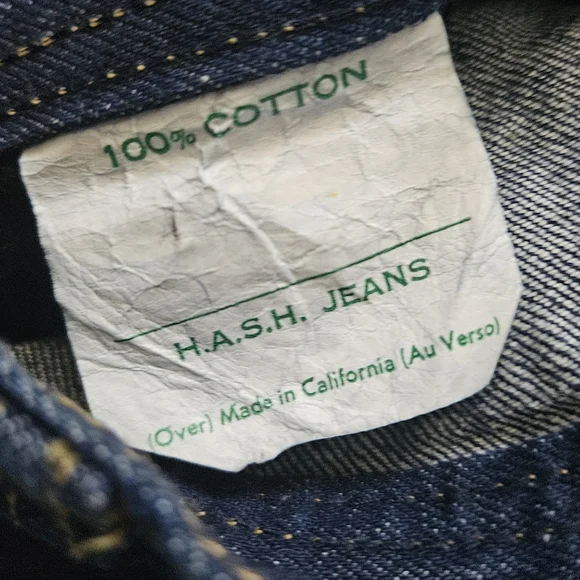 100% COTTON
H.A.S.H. JEANS
(Over) Made in California (Au Verso)